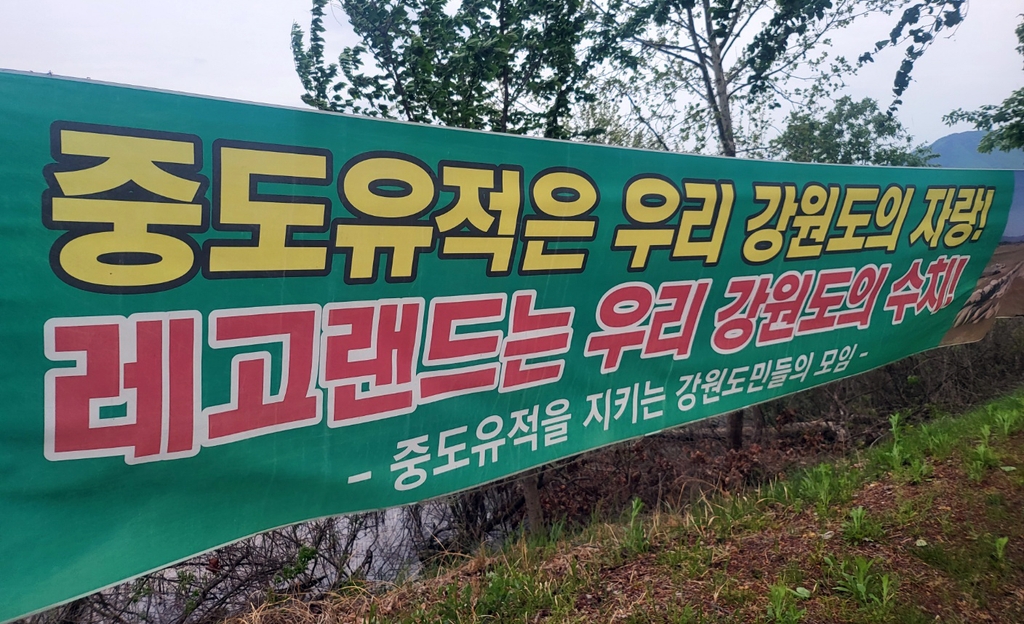 중도유적은 우리 강원도의 자랑!
레고랜드는 우리 강원도의 수치!
- 중도유적을 지키는 강원도민들의 모임 -